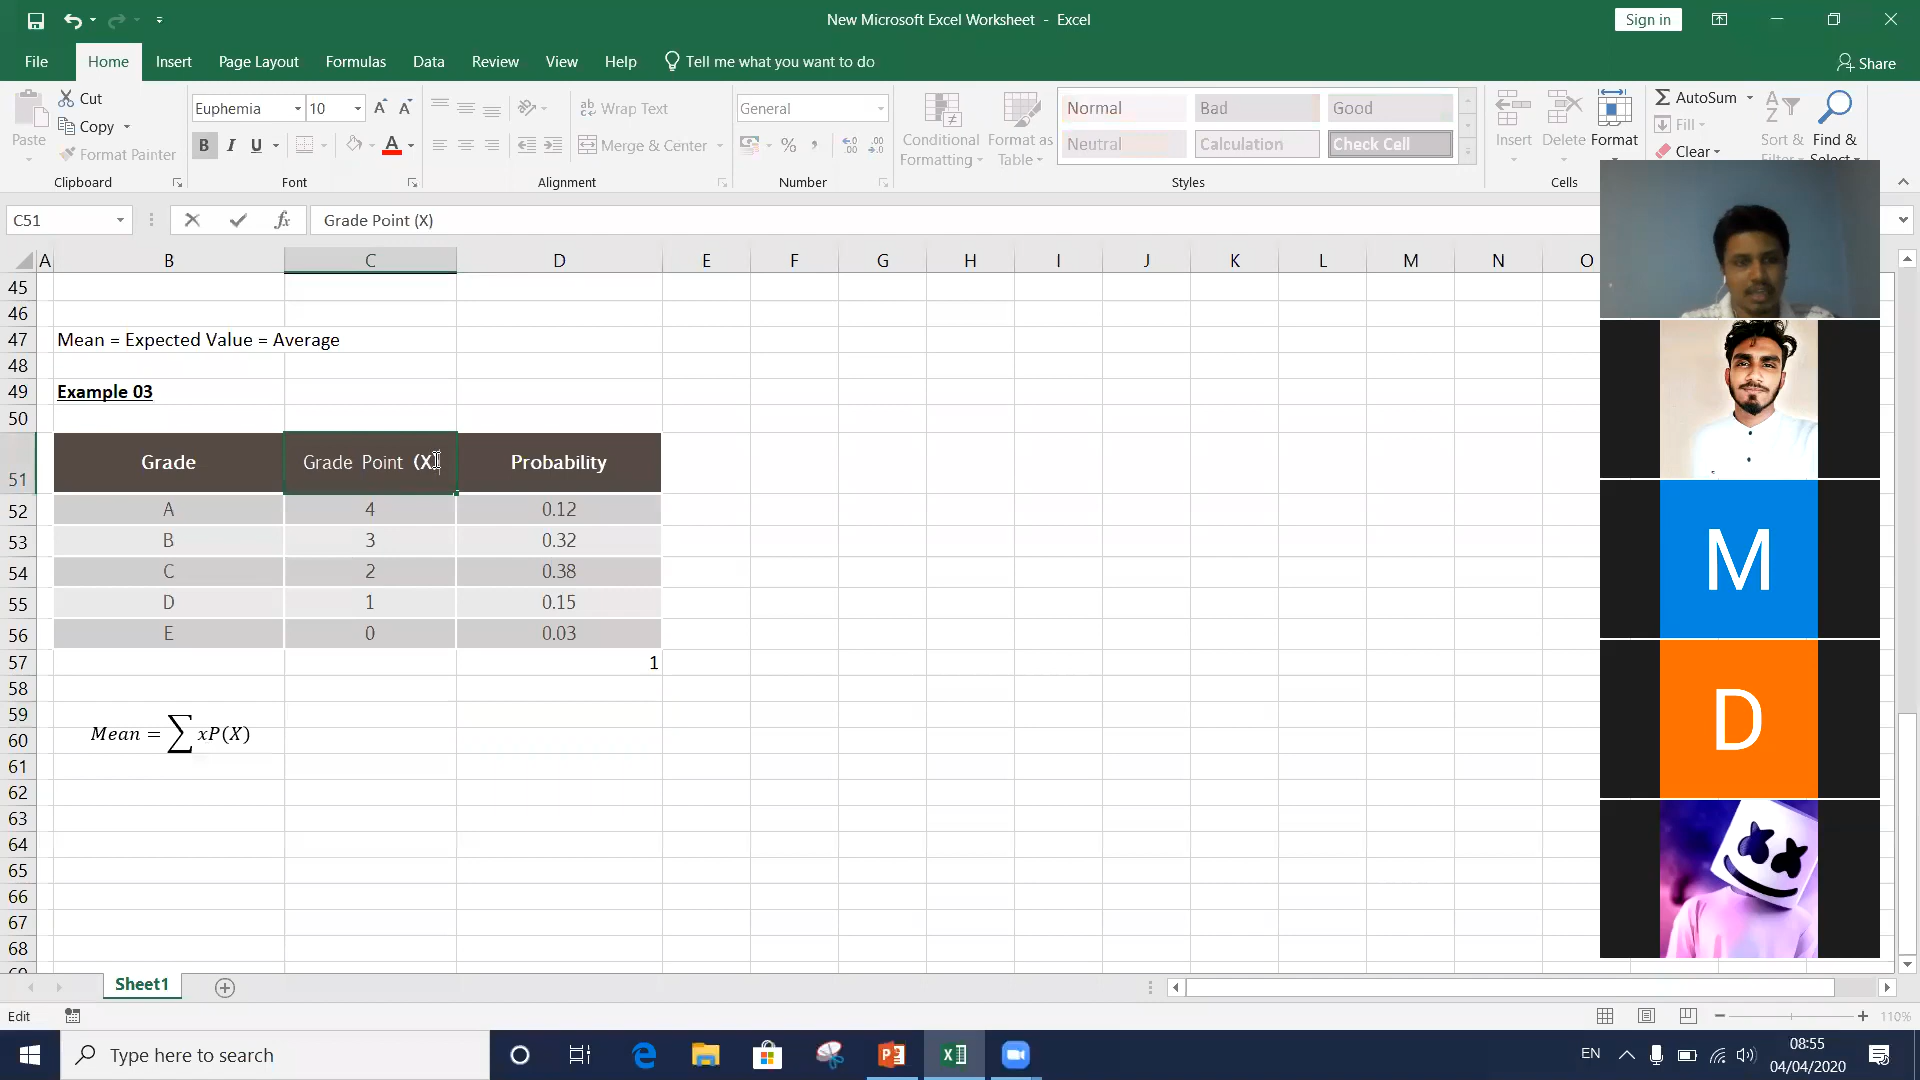 New Microsoft Excel Worksheet - Excel
Sign in
File Home Insert Page Layout Formulas Data Review View Help Tell me what you want to do
Share
Paste
Cut
Copy
Format Painter
Clipboard
Euphemia 10
A A
B I U A
Font
Wrap Text
Merge & Center
Alignment
General
%
Number
Conditional Formatting
Format as Table
Normal Bad Good
Neutral Calculation Check Cell
Styles
Insert Delete Format
Cells
AutoSum
Fill
Clear
Sort &
Find &
C51
fx
Grade Point (X)
A B C D E F G H I J K L M N O
45
46
47 Mean = Expected Value = Average
48
49 Example 03
50
51 Grade Grade Point (X) Probability
52 A 4 0.12
53 B 3 0.32
54 C 2 0.38
55 D 1 0.15
56 E 0 0.03
57 1
58
59
60 Mean = ∑ xP(X)
61
62
63
64
65
66
67
68
M
D
Sheet1
Edit
110%
Type here to search
EN
08:55
04/04/2020